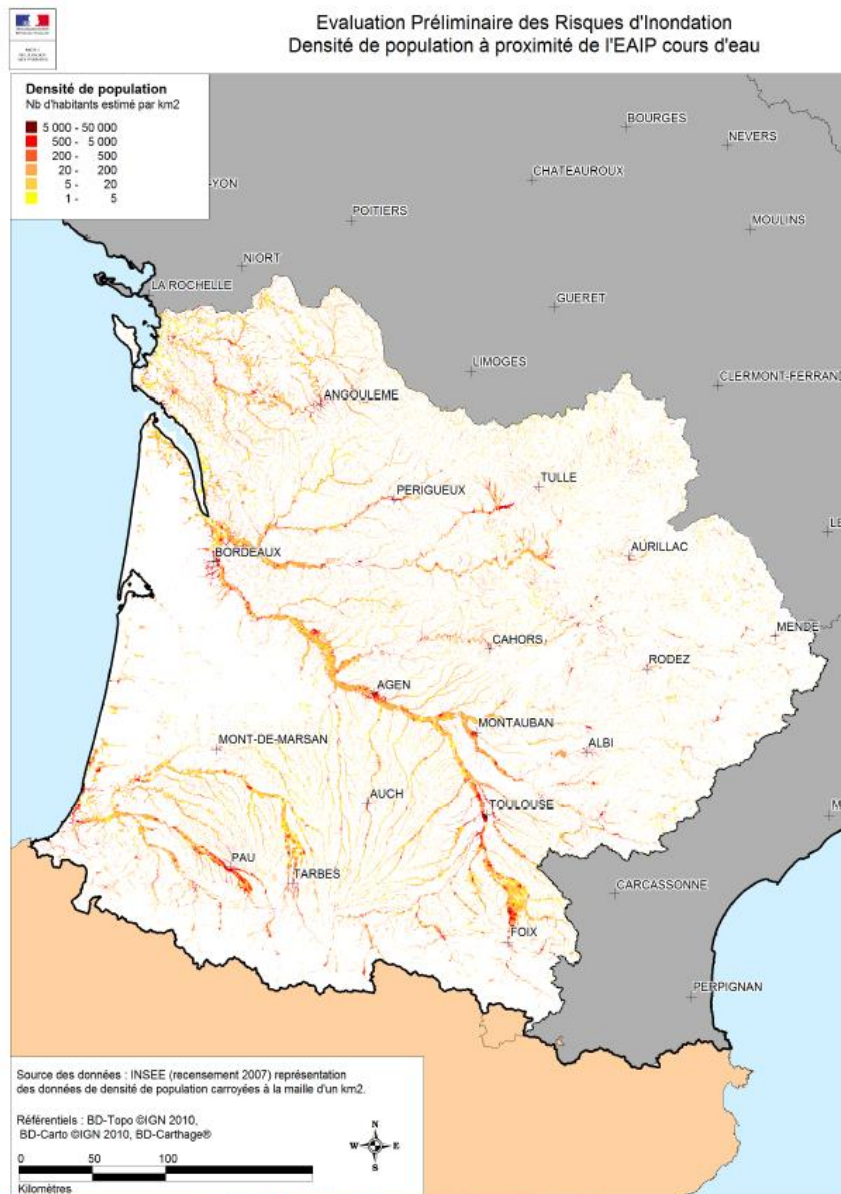 Evaluation Préliminaire des Risques d'Inondation
Densité de population à proximité de l'EAIP cours d'eau
Densité de population
Nb d'habitants estimé par km2
5 000 - 50 000
500 - 5 000
200 - 500
20 - 200
5 - 20
1 - 5
BOURGES
NEVERS
CHATEAUROUX
-YON
POITIERS
MOULINS
NIORT
LA ROCHELLE
GUERET
LIMOGES
CLERMONT-FERRAND
ANGOULEME
TULLE
PERIGUEUX
LE
BORDEAUX
AURILLAC
MENDE
CAHORS
RODEZ
AGEN
MONTAUBAN
MONT-DE-MARSAN
ALBI
AUCH
TOULOUSE
M
PAU
TARBES
CARCASSONNE
FOIX
PERPIGNAN
Source des données : INSEE (recensement 2007) représentation
des données de densité de population carroyées à la maille d'un km2.
Référentiels : BD-Topo ©IGN 2010,
BD-Carto ©IGN 2010, BD-Carthage®
N
W E
S
0 50 100
Kilomètres